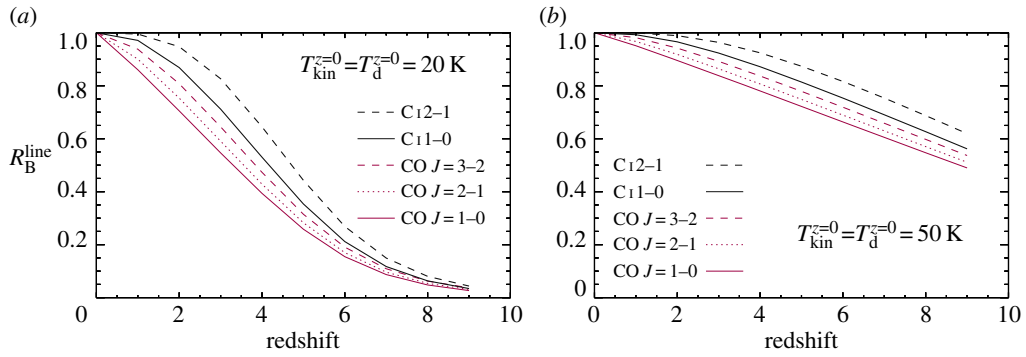 (a)
1.0
0.8
0.6
0.4
0.2
R_B^line
0
2
4
6
8
10
redshift
T_kin^z=0 = T_d^z=0 = 20 K
C I 2–1
C I 1–0
CO J = 3–2
CO J = 2–1
CO J = 1–0
(b)
1.0
0.8
0.6
0.4
0.2
0
2
4
6
8
10
redshift
C I 2–1
C I 1–0
CO J = 3–2
CO J = 2–1
CO J = 1–0
T_kin^z=0 = T_d^z=0 = 50 K